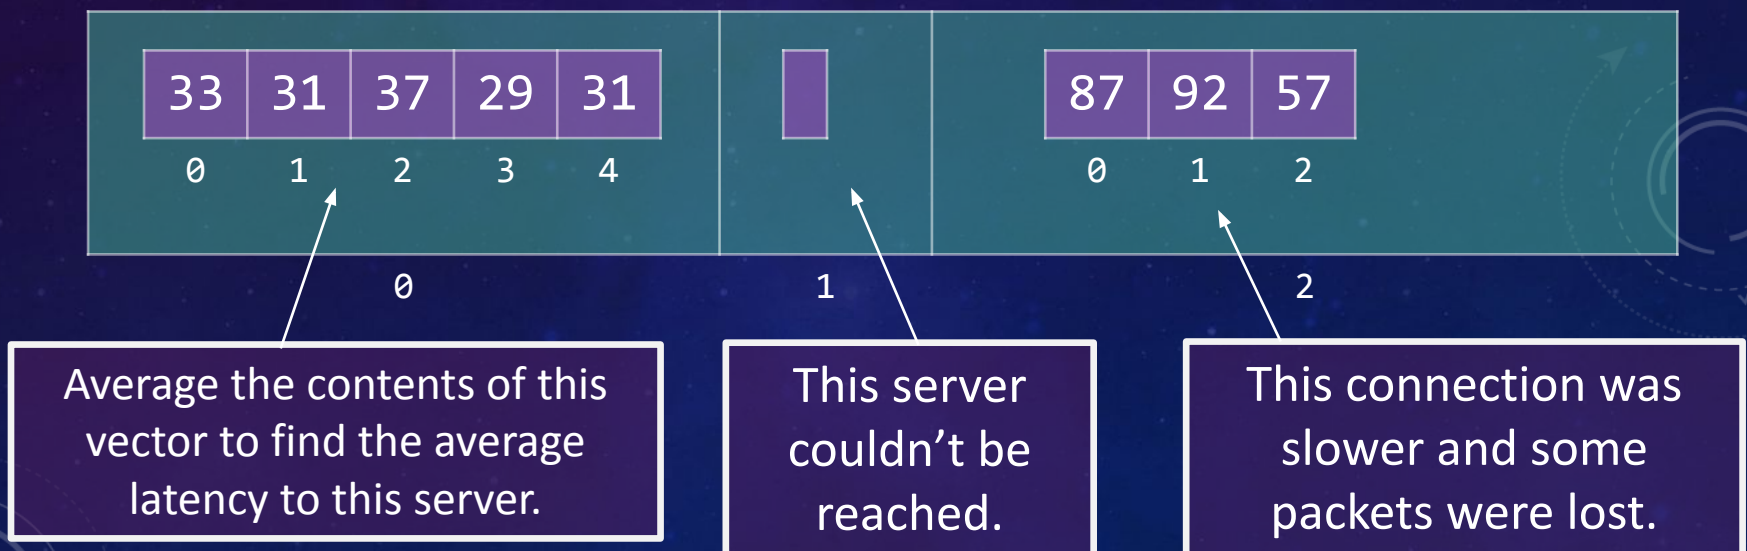 33 31 37 29 31 87 92 57
0 1 2 3 4 0 1 2
0 1 2
Average the contents of this
vector to find the average
latency to this server.
This server
couldn’t be
reached.
This connection was
slower and some
packets were lost.